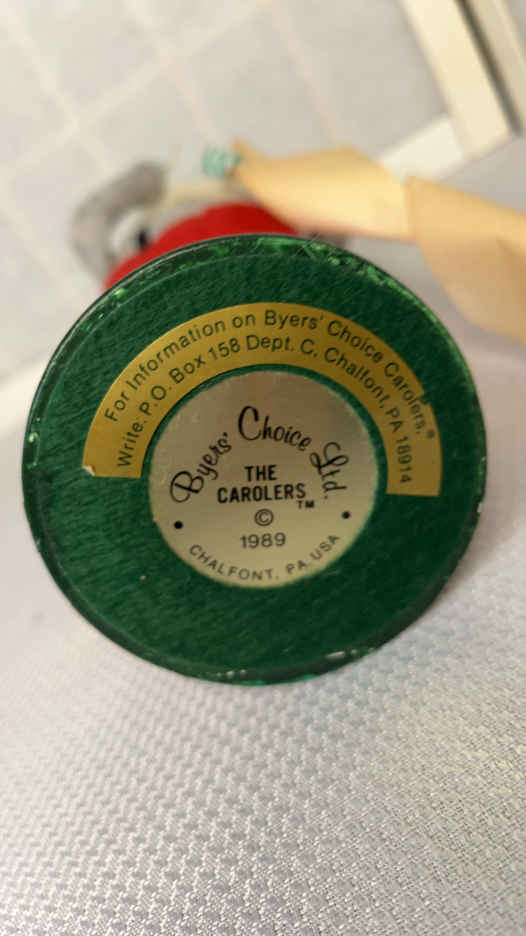 For Information on Byers' Choice Carolers,®
Write: P.O. Box 158 Dept. C, Chalfont, PA 18914
Byers' Choice Ltd.
THE
CAROLERS™
©
1989
CHALFONT, PA. USA